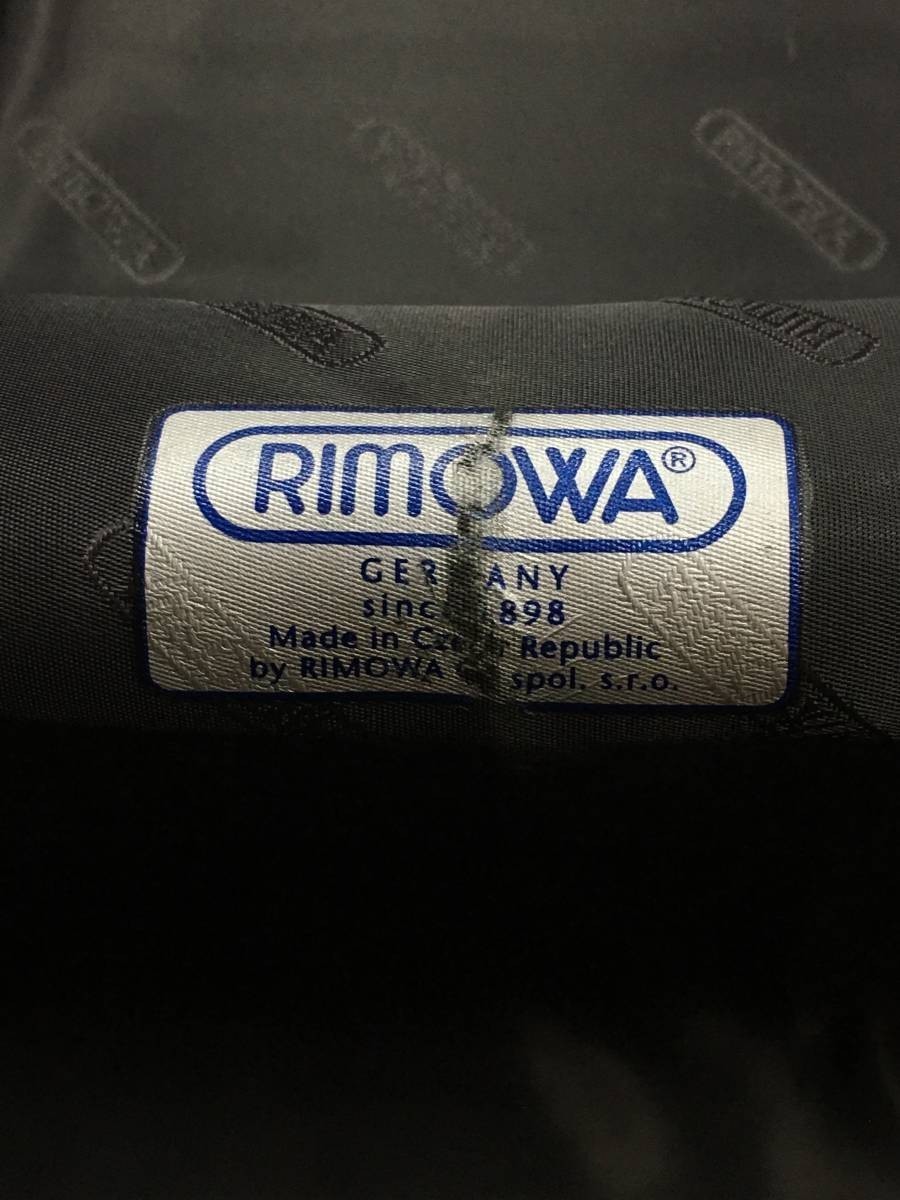 RIMOWA®
GERMANY
since 1898
Made in Czech Republic
by RIMOWA spol. s.r.o.